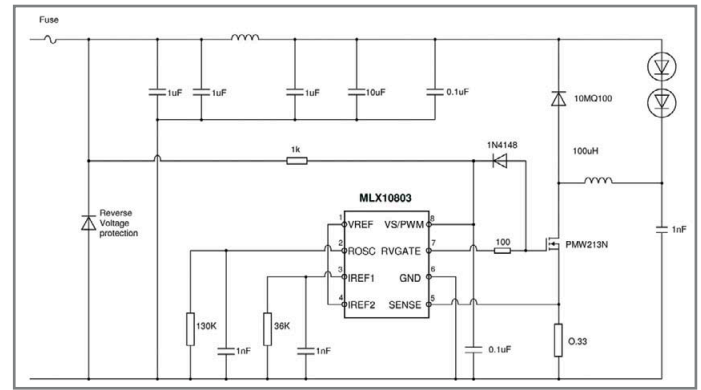 Fuse
1uF
1uF
1uF
10uF
0.1uF
10MQ100
1k
1N4148
100uH
MLX10803
Reverse
Voltage
protection
1
VREF
VS/PWM
8
2
ROSC
RVGATE
7
100
PMW213N
1nF
3
IREF1
GND
6
4
IREF2
SENSE
5
130K
1nF
36K
1nF
0.1uF
0.33